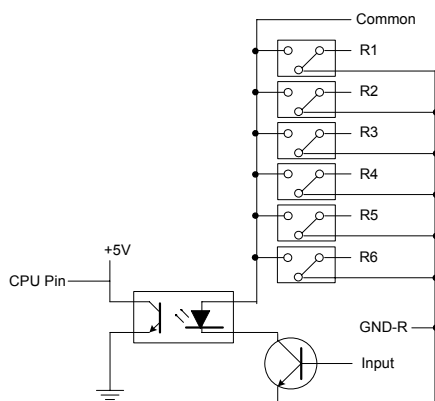 Common
R1
R2
R3
R4
R5
R6
+5V
CPU Pin
GND-R
Input